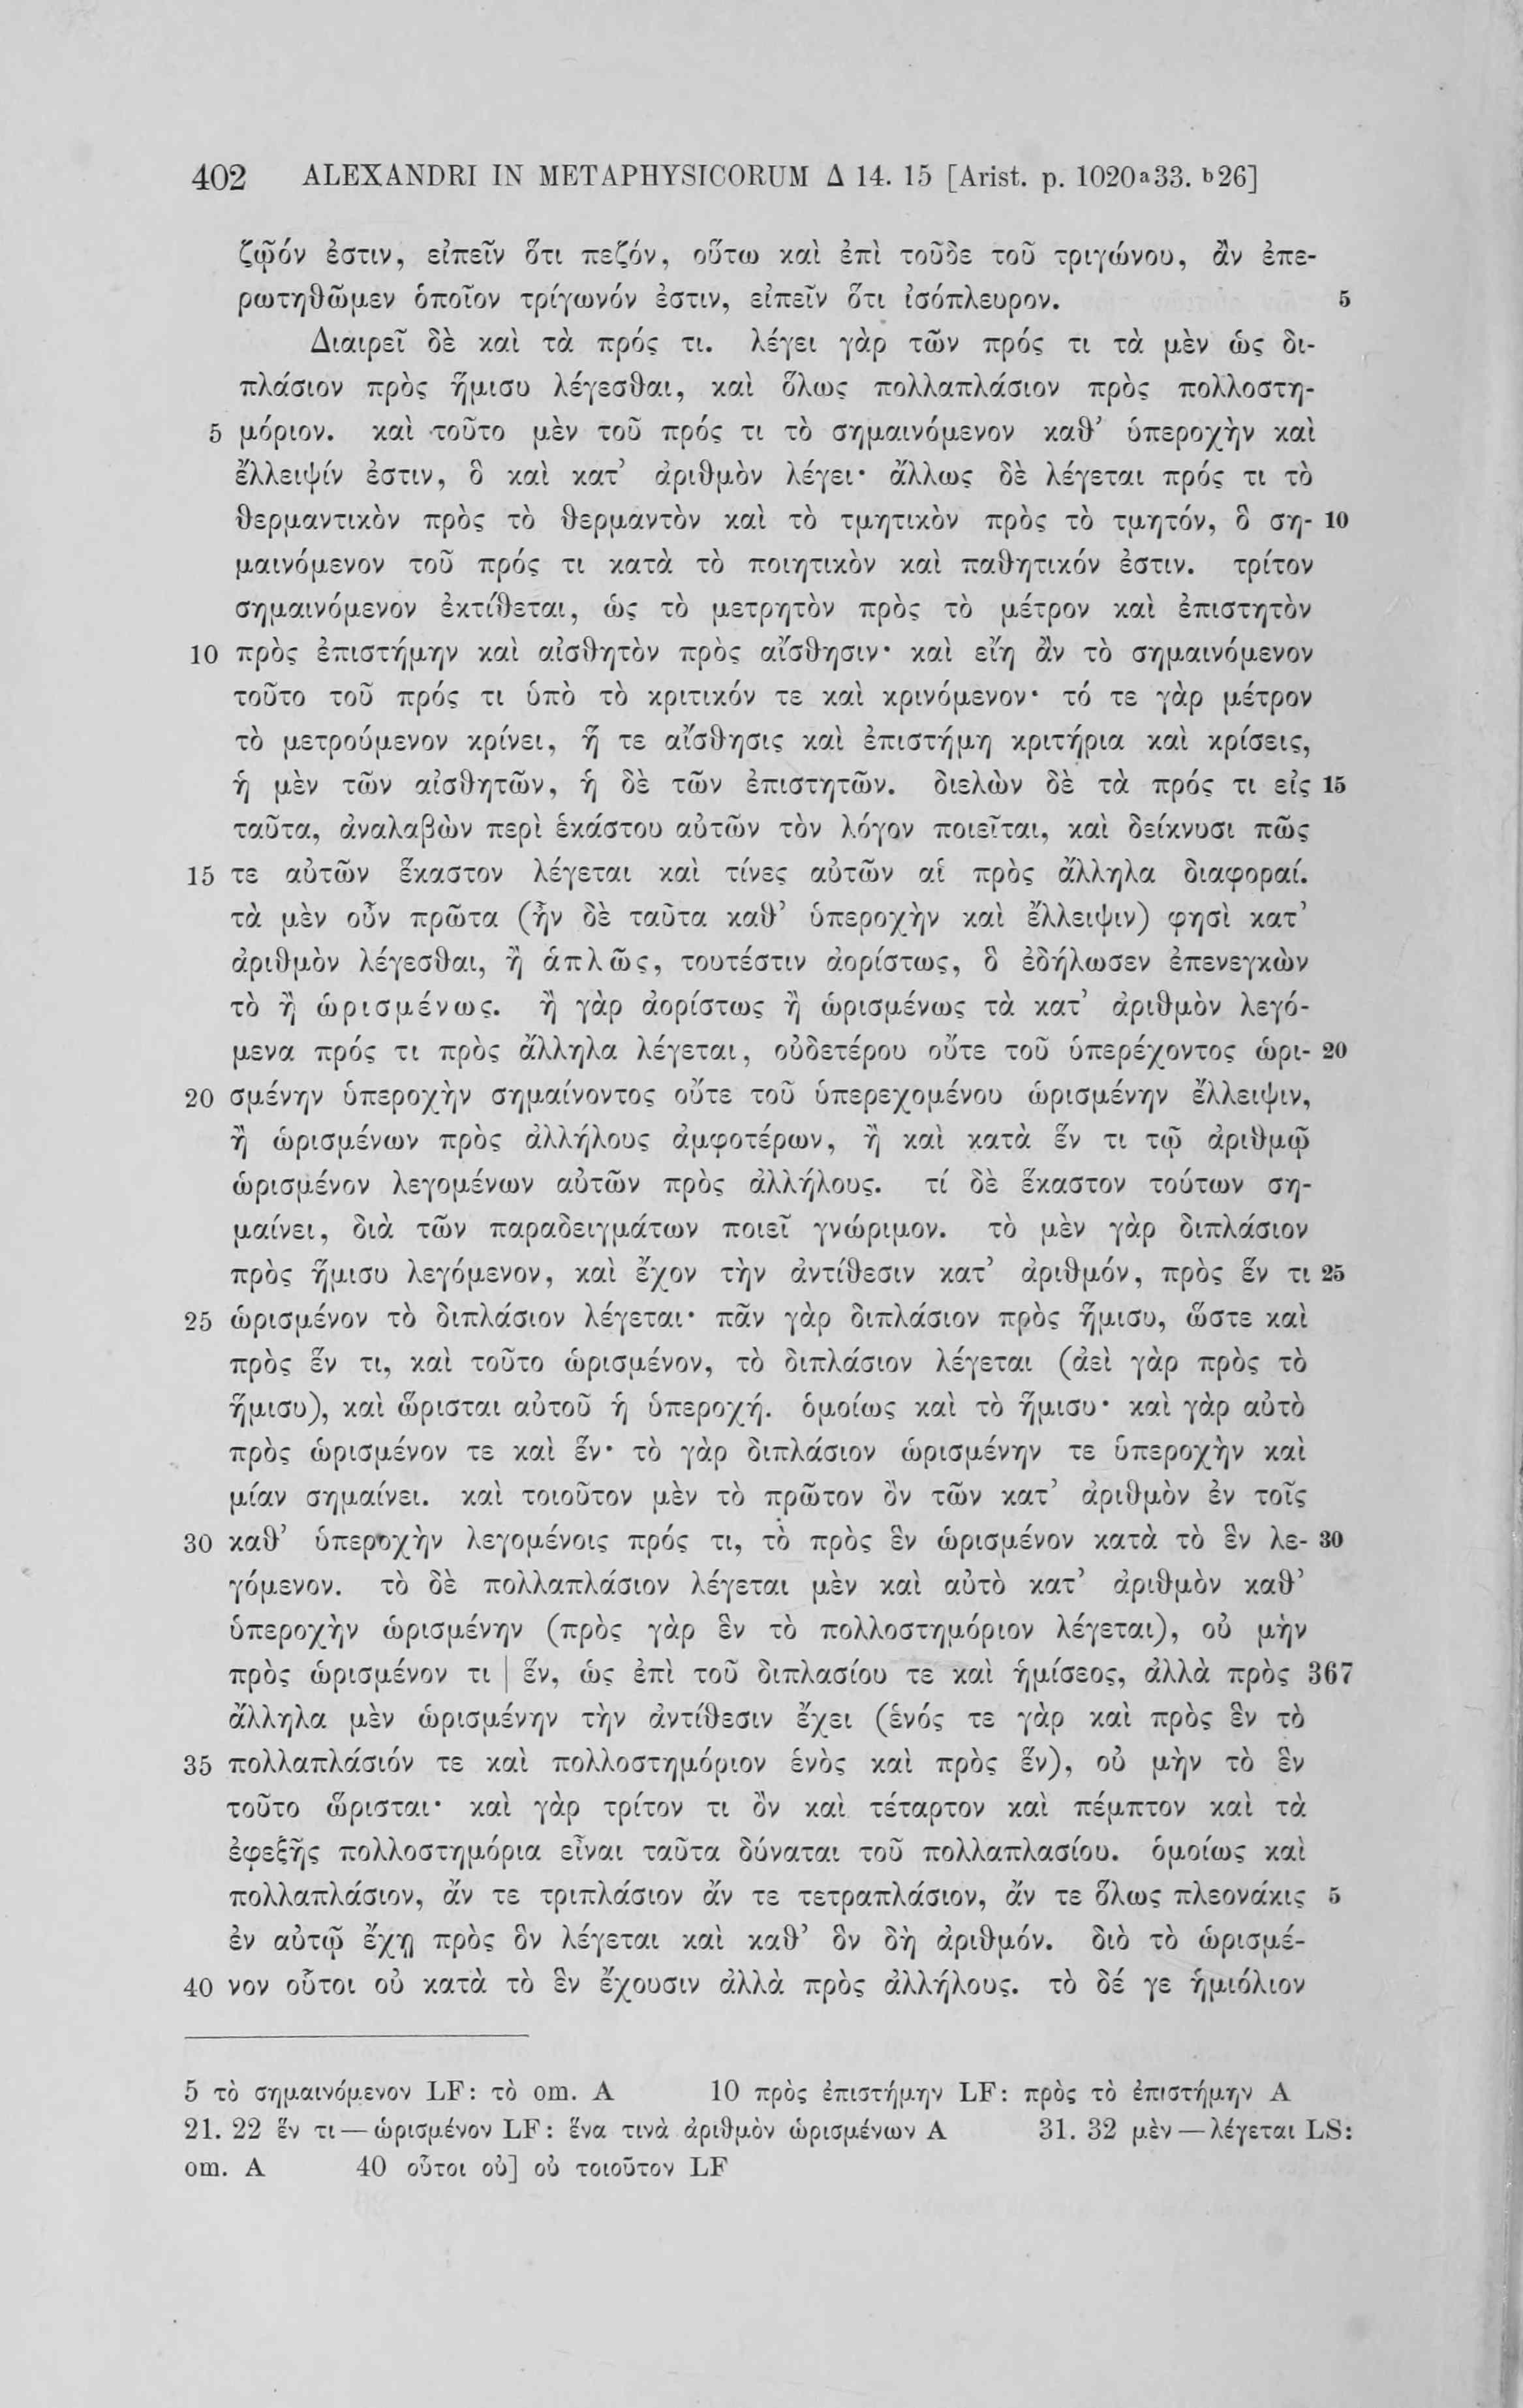 402 ALEXANDRI IN METAPHYSICORUM Δ 14. 15 [Arist. p. 1020a33. b26]
ζῷόν ἐστιν, εἰπεῖν ὅτι πεζόν, οὕτω καὶ ἐπὶ τοῦδε τοῦ τριγώνου, ἂν ἐπε-
ρωτηθῶμεν ὁποῖον τρίγωνόν ἐστιν, εἰπεῖν ὅτι ἰσόπλευρον. 5
Διαιρεῖ δὲ καὶ τὰ πρός τι. λέγει γὰρ τῶν πρός τι τὰ μὲν ὡς δι-
πλάσιον πρὸς ἥμισυ λέγεσθαι, καὶ ὅλως πολλαπλάσιον πρὸς πολλοστη-
5 μόριον. καὶ τοῦτο μὲν τοῦ πρός τι τὸ σημαινόμενον καθ’ ὑπεροχὴν καὶ
ἔλλειψίν ἐστιν, ὃ καὶ κατ’ ἀριθμὸν λέγει· ἄλλως δὲ λέγεται πρός τι τὸ
θερμαντικὸν πρὸς τὸ θερμαντὸν καὶ τὸ τμητικὸν πρὸς τὸ τμητόν, ὃ ση- 10
μαινόμενον τοῦ πρός τι κατὰ τὸ ποιητικὸν καὶ παθητικόν ἐστιν. τρίτον
σημαινόμενον ἐκτίθεται, ὡς τὸ μετρητὸν πρὸς τὸ μέτρον καὶ ἐπιστητὸν
10 πρὸς ἐπιστήμην καὶ αἰσθητὸν πρὸς αἴσθησιν· καὶ εἴη ἂν τὸ σημαινόμενον
τοῦτο τοῦ πρός τι ὑπὸ τὸ κριτικόν τε καὶ κρινόμενον· τό τε γὰρ μέτρον
τὸ μετρούμενον κρίνει, ἥ τε αἴσθησις καὶ ἐπιστήμη κριτήρια καὶ κρίσεις,
ἡ μὲν τῶν αἰσθητῶν, ἡ δὲ τῶν ἐπιστητῶν. διελὼν δὲ τὰ πρός τι εἰς 15
ταῦτα, ἀναλαβὼν περὶ ἑκάστου αὐτῶν τὸν λόγον ποιεῖται, καὶ δείκνυσι πῶς
15 τε αὐτῶν ἕκαστον λέγεται καὶ τίνες αὐτῶν αἱ πρὸς ἄλληλα διαφοραί.
τὰ μὲν οὖν πρῶτα (ἦν δὲ ταῦτα καθ’ ὑπεροχὴν καὶ ἔλλειψιν) φησὶ κατ’
ἀριθμὸν λέγεσθαι, ἢ ἁπλῶς, τουτέστιν ἀορίστως, ὃ ἐδήλωσεν ἐπενεγκὼν
τὸ ἢ ὡρισμένως. ἢ γὰρ ἀορίστως ἢ ὡρισμένως τὰ κατ’ ἀριθμὸν λεγό-
μενα πρός τι πρὸς ἄλληλα λέγεται, οὐδετέρου οὔτε τοῦ ὑπερέχοντος ὡρι- 20
20 σμένην ὑπεροχὴν σημαίνοντος οὔτε τοῦ ὑπερεχομένου ὡρισμένην ἔλλειψιν,
ἢ ὡρισμένων πρὸς ἀλλήλους ἀμφοτέρων, ἢ καὶ κατὰ ἕν τι τῷ ἀριθμῷ
ὡρισμένον λεγομένων αὐτῶν πρὸς ἀλλήλους. τί δὲ ἕκαστον τούτων ση-
μαίνει, διὰ τῶν παραδειγμάτων ποιεῖ γνώριμον. τὸ μὲν γὰρ διπλάσιον
πρὸς ἥμισυ λεγόμενον, καὶ ἔχον τὴν ἀντίθεσιν κατ’ ἀριθμόν, πρὸς ἕν τι 25
25 ὡρισμένον τὸ διπλάσιον λέγεται· πᾶν γὰρ διπλάσιον πρὸς ἥμισυ, ὥστε καὶ
πρὸς ἕν τι, καὶ τοῦτο ὡρισμένον, τὸ διπλάσιον λέγεται (ἀεὶ γὰρ πρὸς τὸ
ἥμισυ), καὶ ὥρισται αὐτοῦ ἡ ὑπεροχή. ὁμοίως καὶ τὸ ἥμισυ· καὶ γὰρ αὐτὸ
πρὸς ὡρισμένον τε καὶ ἕν· τὸ γὰρ διπλάσιον ὡρισμένην τε ὑπεροχὴν καὶ
μίαν σημαίνει. καὶ τοιοῦτον μὲν τὸ πρῶτον ὂν τῶν κατ’ ἀριθμὸν ἐν τοῖς
30 καθ’ ὑπεροχὴν λεγομένοις πρός τι, τὸ πρὸς ἓν ὡρισμένον κατὰ τὸ ἓν λε- 30
γόμενον. τὸ δὲ πολλαπλάσιον λέγεται μὲν καὶ αὐτὸ κατ’ ἀριθμὸν καθ’
ὑπεροχὴν ὡρισμένην (πρὸς γὰρ ἓν τὸ πολλοστημόριον λέγεται), οὐ μὴν
πρὸς ὡρισμένον τι | ἕν, ὡς ἐπὶ τοῦ διπλασίου τε καὶ ἡμίσεος, ἀλλὰ πρὸς 367
ἄλληλα μὲν ὡρισμένην τὴν ἀντίθεσιν ἔχει (ἑνός τε γὰρ καὶ πρὸς ἓν τὸ
35 πολλαπλάσιόν τε καὶ πολλοστημόριον ἑνὸς καὶ πρὸς ἕν), οὐ μὴν τὸ ἓν
τοῦτο ὥρισται· καὶ γὰρ τρίτον τι ὂν καὶ τέταρτον καὶ πέμπτον καὶ τὰ
ἐφεξῆς πολλοστημόρια εἶναι ταῦτα δύναται τοῦ πολλαπλασίου. ὁμοίως καὶ
πολλαπλάσιον, ἄν τε τριπλάσιον ἄν τε τετραπλάσιον, ἄν τε ὅλως πλεονάκις 5
ἐν αὐτῷ ἔχῃ πρὸς ὃν λέγεται καὶ καθ’ ὃν δὴ ἀριθμόν. διὸ τὸ ὡρισμέ-
40 νον οὗτοι οὐ κατὰ τὸ ἓν ἔχουσιν ἀλλὰ πρὸς ἀλλήλους. τὸ δέ γε ἡμιόλιον
5 τὸ σημαινόμενον LF: τὸ om. A 10 πρὸς ἐπιστήμην LF: πρὸς τὸ ἐπιστήμην A
21. 22 ἕν τι — ὡρισμένον LF: ἕνα τινὰ ἀριθμὸν ὡρισμένων A 31. 32 μὲν — λέγεται LS:
om. A 40 οὗτοι οὐ] οὐ τοιοῦτον LF